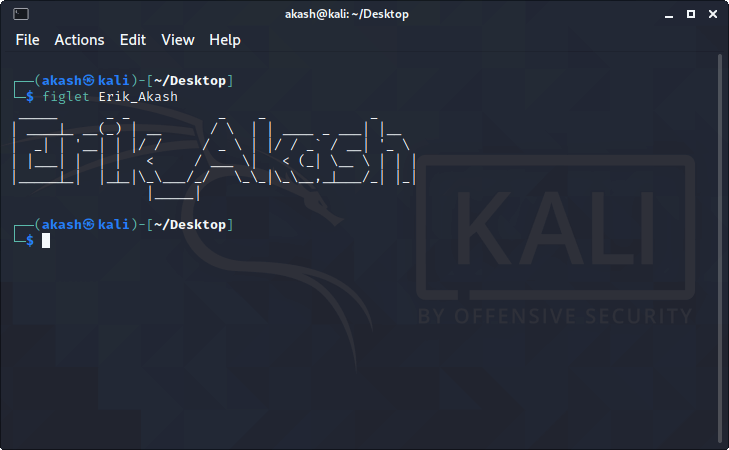 akash@kali: ~/Desktop
File Actions Edit View Help
┌──(akash㉿kali)-[~/Desktop]
└─$ figlet Erik_Akash
Erik_Akash
┌──(akash㉿kali)-[~/Desktop]
└─$
KALI
BY OFFENSIVE SECURITY